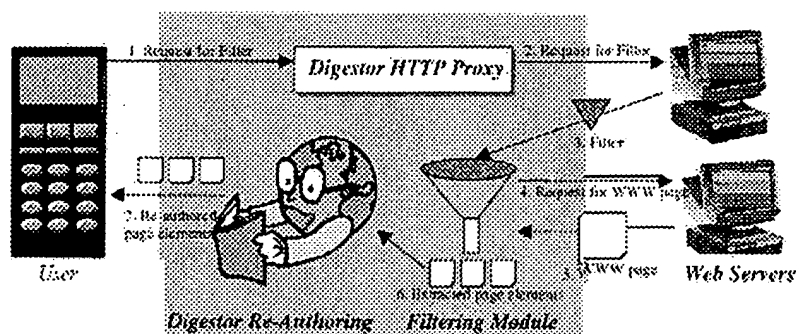 1. Request for Filter
2. Request for Filter
Digestor HTTP Proxy
3. Filter
4. Request for WWW page
5. WWW page
6. Extracted page elements
7. Re-authored
page elements
User
Web Servers
Digestor Re-Authoring
Filtering Module